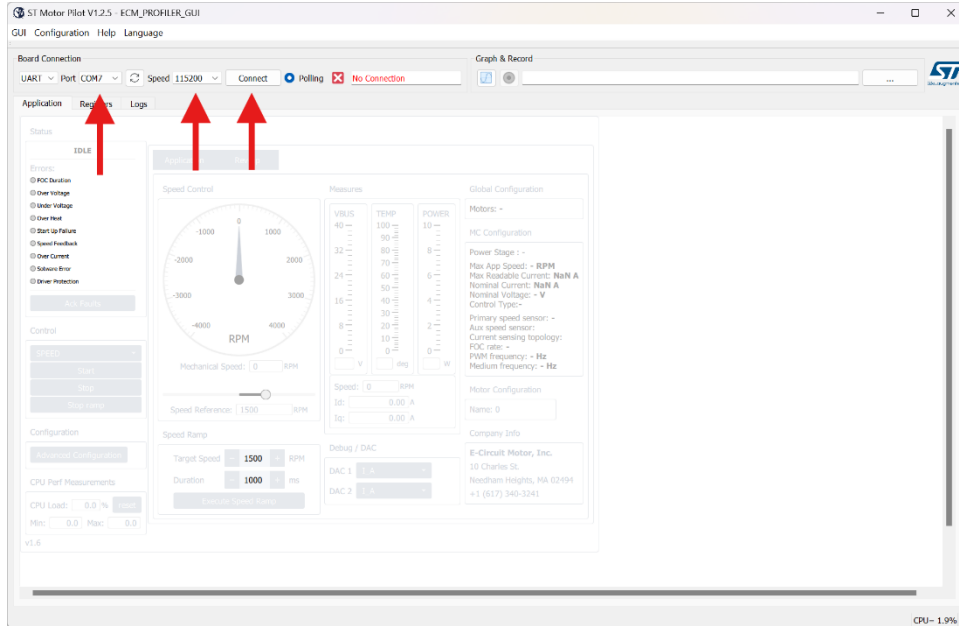 ST Motor Pilot V1.2.5 - ECM_PROFILER_GUI
GUI Configuration Help Language
Board Connection
UART Port COM7 Speed 115200 Connect Polling No Connection
Graph & Record
...
ST
Application Registers Logs
Status
IDLE
Errors:
FOC Duration
Over Voltage
Under Voltage
Over Heat
Start Up Failure
Speed Feedback
Over Current
Sotware Error
Driver Protection
Ack Faults
Control
SPEED
Start
Stop
Configuration
Advanced Configuration
CPU Perf Measurements
CPU Load: 0.0 %
Min: 0.0 Max: 0.0
v1.6
Speed Control
0
-1000 1000
-2000 2000
-3000 3000
-4000 4000
RPM
Mechanical Speed: 0 RPM
Speed Reference: 1500 RPM
Speed Ramp
Target Speed - 1500 + RPM
Duration - 1000 + ms
Execute Speed Ramp
Measures
VBUS TEMP POWER
40 100 10
90
32 80 8
70
24 60 6
50
16 40 4
30
8 20 2
10
0 0 0
V deg W
Speed: 0 RPM
Id: 0.00 A
Iq: 0.00 A
Debug / DAC
DAC 1 I A
DAC 2 I A
Global Configuration
Motors: -
MC Configuration
Power Stage : -
Max App Speed: - RPM
Max Readable Current: NaN A
Nominal Current: NaN A
Nominal Voltage: - V
Control Type:-
Primary speed sensor: -
Aux speed sensor:
Current sensing topology:
FOC rate: -
PWM frequency: - Hz
Medium frequency: - Hz
Motor Configuration
Name: 0
Company Info
E-Circuit Motor, Inc.
10 Charles St.
Needham Heights, MA 02494
+1 (617) 340-3241
CPU~ 1.9%